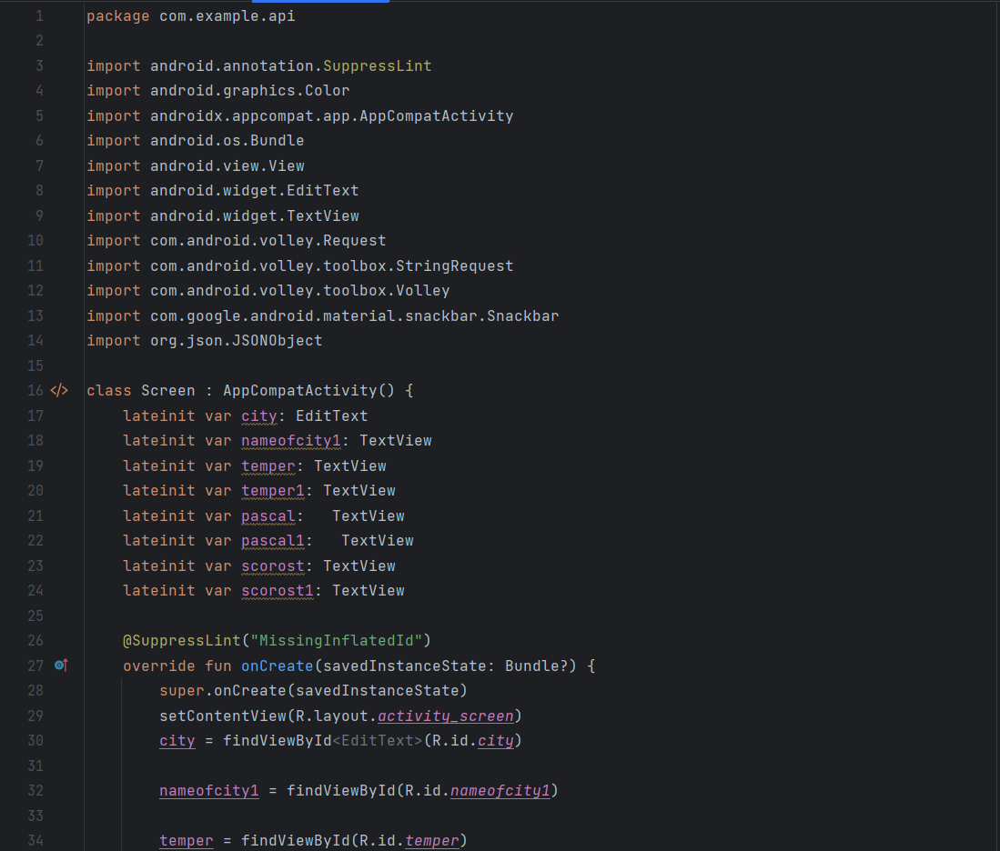 1 package com.example.api
2
3 import android.annotation.SuppressLint
4 import android.graphics.Color
5 import androidx.appcompat.app.AppCompatActivity
6 import android.os.Bundle
7 import android.view.View
8 import android.widget.EditText
9 import android.widget.TextView
10 import com.android.volley.Request
11 import com.android.volley.toolbox.StringRequest
12 import com.android.volley.toolbox.Volley
13 import com.google.android.material.snackbar.Snackbar
14 import org.json.JSONObject
15
16 </> class Screen : AppCompatActivity() {
17     lateinit var city: EditText
18     lateinit var nameofcity1: TextView
19     lateinit var temper: TextView
20     lateinit var temper1: TextView
21     lateinit var pascal:   TextView
22     lateinit var pascal1:   TextView
23     lateinit var scorost: TextView
24     lateinit var scorost1: TextView
25
26     @SuppressLint("MissingInflatedId")
27     override fun onCreate(savedInstanceState: Bundle?) {
28         super.onCreate(savedInstanceState)
29         setContentView(R.layout.activity_screen)
30         city = findViewById<EditText>(R.id.city)
31
32         nameofcity1 = findViewById(R.id.nameofcity1)
33
34         temper = findViewById(R.id.temper)